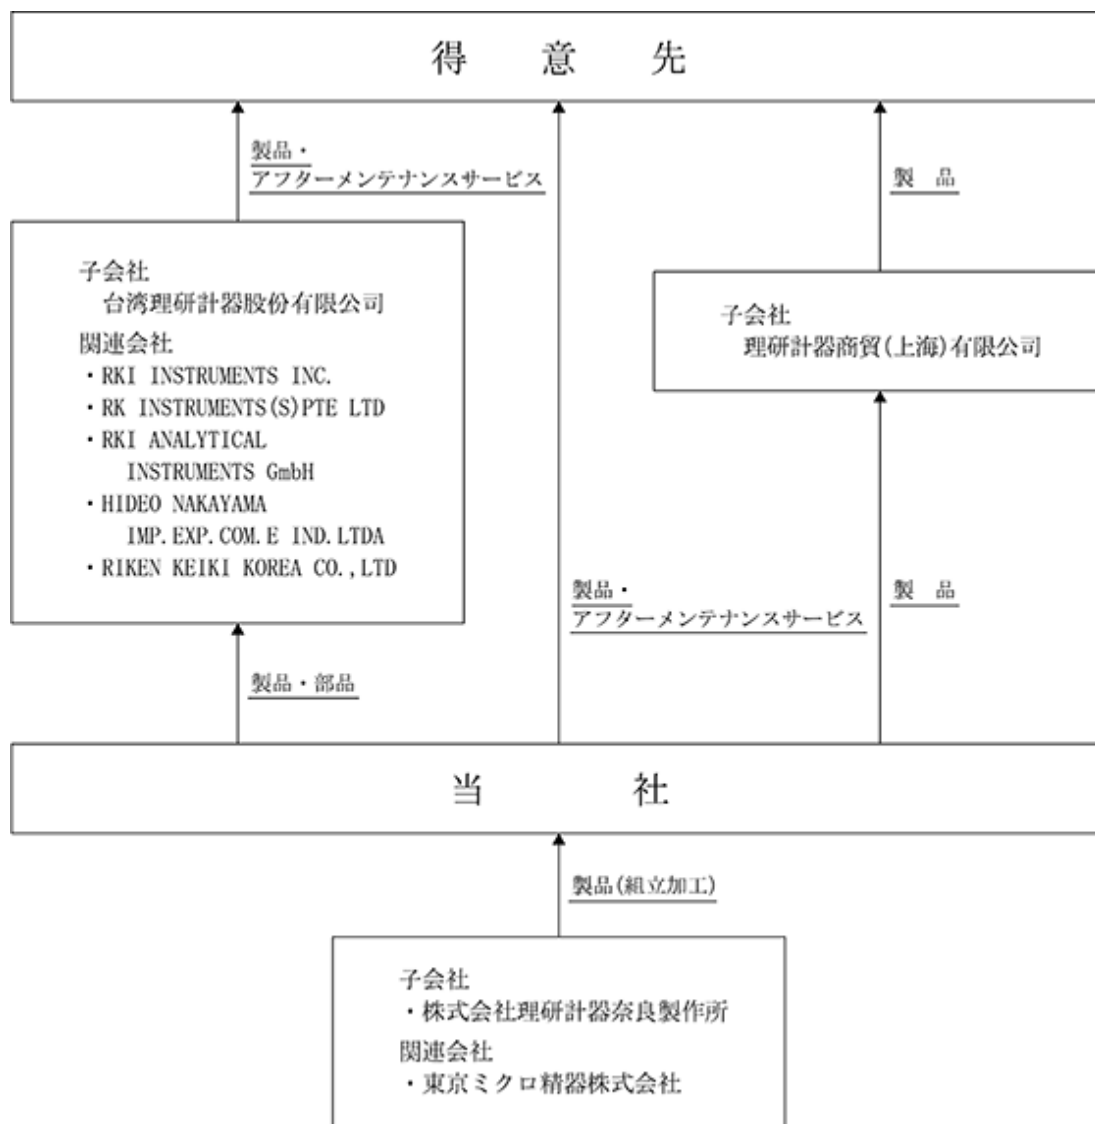 得 意 先
製品・
アフターメンテナンスサービス
製 品
子会社
台湾理研計器股份有限公司
関連会社
・RKI INSTRUMENTS INC.
・RK INSTRUMENTS(S)PTE LTD
・RKI ANALYTICAL
INSTRUMENTS GmbH
・HIDEO NAKAYAMA
IMP.EXP.COM.E IND.LTDA
・RIKEN KEIKI KOREA CO.,LTD
子会社
理研計器商貿(上海)有限公司
製品・
アフターメンテナンスサービス
製 品
製品・部品
当 社
製品(組立加工)
子会社
・株式会社理研計器奈良製作所
関連会社
・東京ミクロ精器株式会社